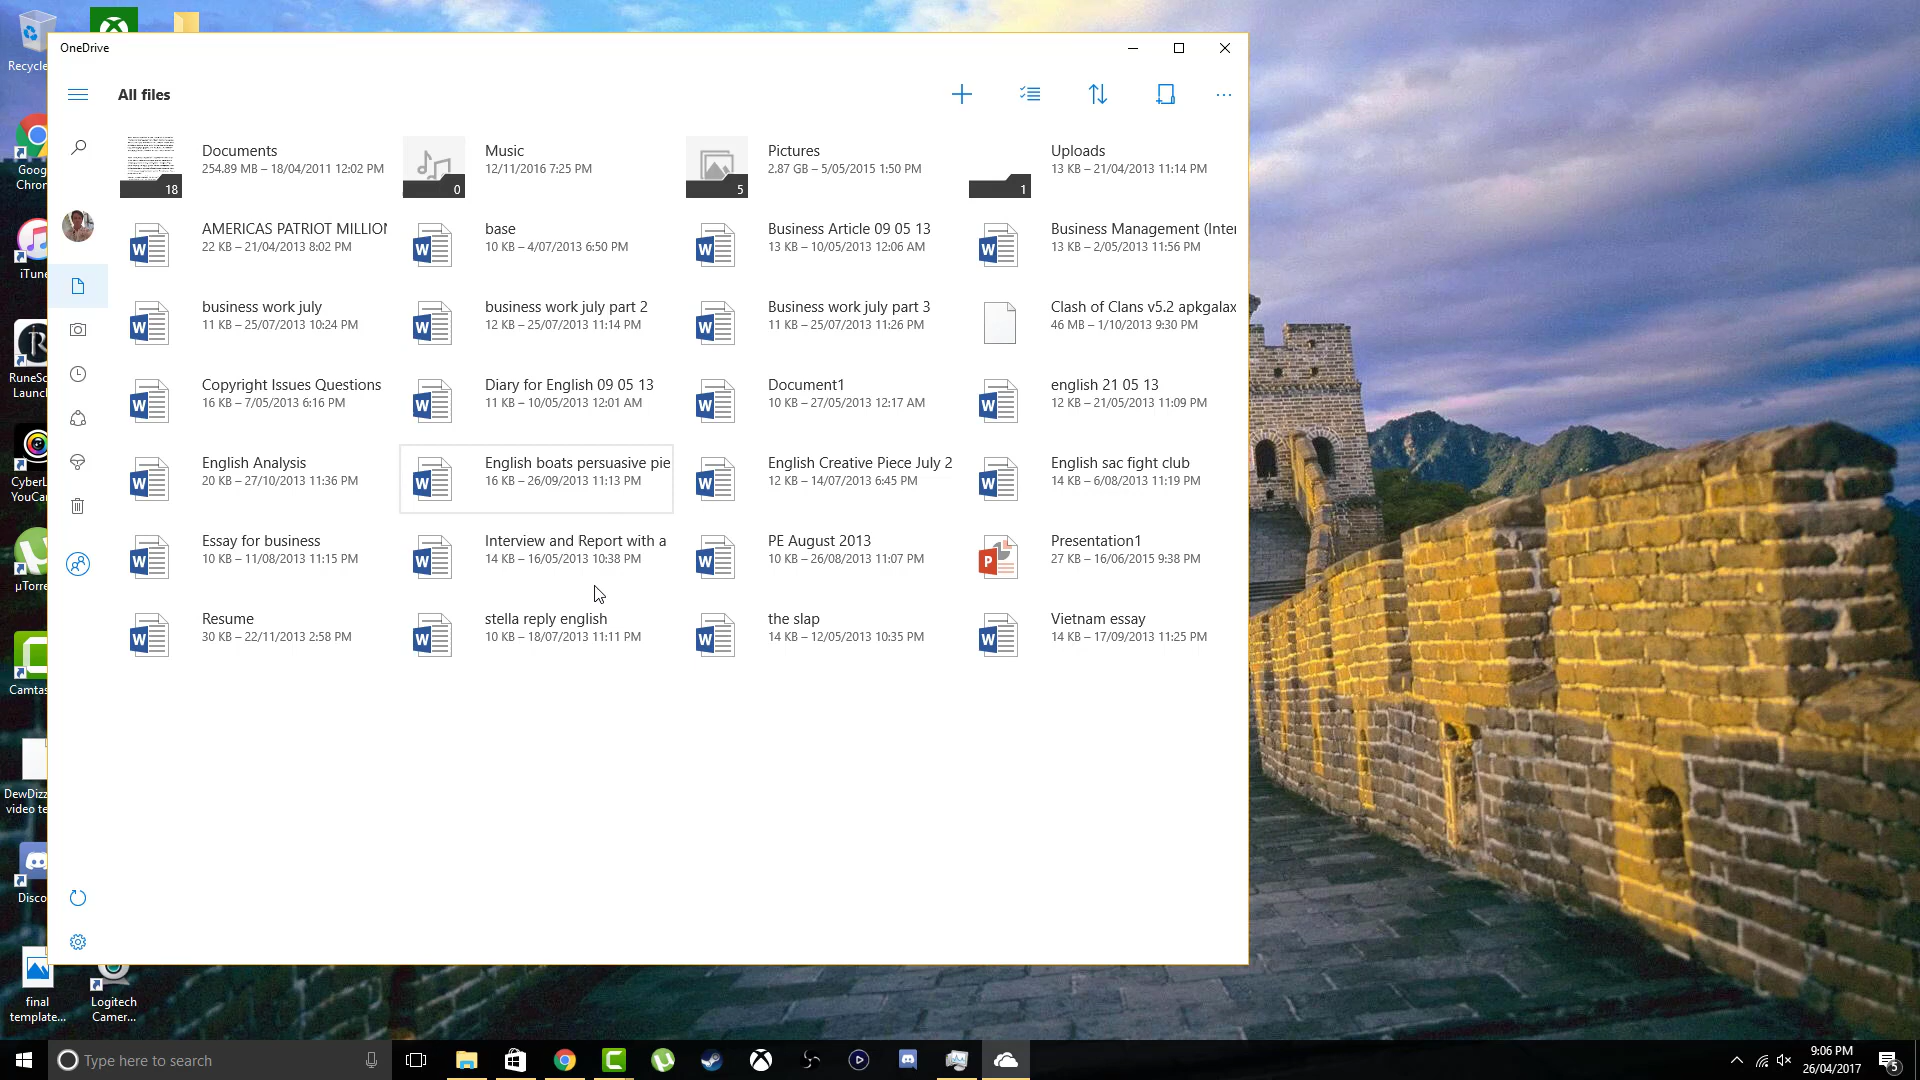 OneDrive
All files
Documents
254.89 MB – 18/04/2011 12:02 PM
18
Music
12/11/2016 7:25 PM
0
Pictures
2.87 GB – 5/05/2015 1:50 PM
5
Uploads
13 KB – 21/04/2013 11:14 PM
1
AMERICAS PATRIOT MILLION
22 KB – 21/04/2013 8:02 PM
base
10 KB – 4/07/2013 6:50 PM
Business Article 09 05 13
13 KB – 10/05/2013 12:06 AM
Business Management (Inter
13 KB – 2/05/2013 11:56 PM
business work july
11 KB – 25/07/2013 10:24 PM
business work july part 2
12 KB – 25/07/2013 11:14 PM
Business work july part 3
11 KB – 25/07/2013 11:26 PM
Clash of Clans v5.2 apkgalax
46 MB – 1/10/2013 9:30 PM
Copyright Issues Questions
16 KB – 7/05/2013 6:16 PM
Diary for English 09 05 13
11 KB – 10/05/2013 12:01 AM
Document1
10 KB – 27/05/2013 12:17 AM
english 21 05 13
12 KB – 21/05/2013 11:09 PM
English Analysis
20 KB – 27/10/2013 11:36 PM
English boats persuasive pie
16 KB – 26/09/2013 11:13 PM
English Creative Piece July 2
12 KB – 14/07/2013 6:45 PM
English sac fight club
14 KB – 6/08/2013 11:19 PM
Essay for business
10 KB – 11/08/2013 11:15 PM
Interview and Report with a
14 KB – 16/05/2013 10:38 PM
PE August 2013
10 KB – 26/08/2013 11:07 PM
Presentation1
27 KB – 16/06/2015 9:38 PM
Resume
30 KB – 22/11/2013 2:58 PM
stella reply english
10 KB – 18/07/2013 11:11 PM
the slap
14 KB – 12/05/2013 10:35 PM
Vietnam essay
14 KB – 17/09/2013 11:25 PM
Recycle
Goog
Chron
iTune
RuneSc
Launc
CyberL
YouCa
µTorre
Camtas
DewDizz
video te
Disco
final
template...
Logitech
Camer...
Type here to search
9:06 PM
26/04/2017
5